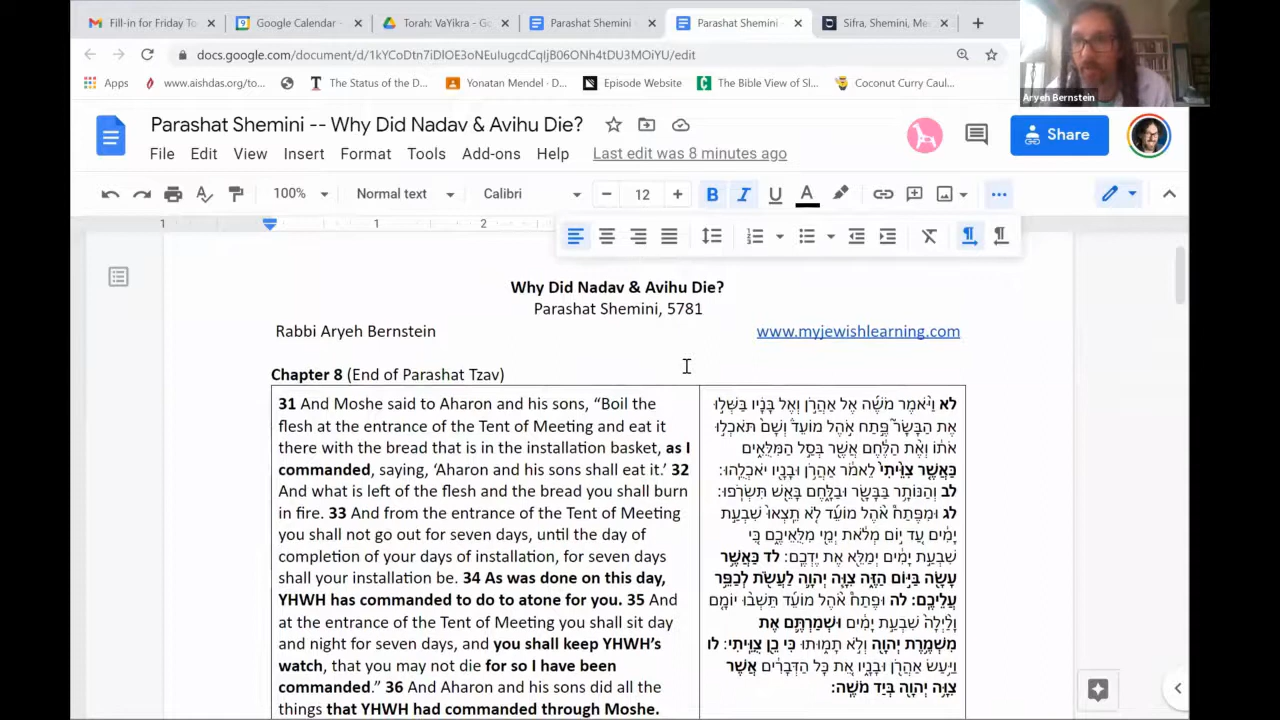 Fill-in for Friday To
Google Calendar -
Torah: VaYikra - Go
Parashat Shemini
Parashat Shemini
Sifra, Shemini, Me
docs.google.com/document/d/1kYCoDtn7iDlOE3oNEuIugcdCqIjB06ONh4tDU3MOiYU/edit
Apps
www.aishdas.org/to...
The Status of the D...
Yonatan Mendel · D...
Episode Website
The Bible View of Sl...
Coconut Curry Caul...
Aryeh Bernstein
Parashat Shemini -- Why Did Nadav & Avihu Die?
Share
File Edit View Insert Format Tools Add-ons Help Last edit was 8 minutes ago
100% Normal text Calibri 12 B I U A
1 1 2
Why Did Nadav & Avihu Die?
Parashat Shemini, 5781
Rabbi Aryeh Bernstein
www.myjewishlearning.com
Chapter 8 (End of Parashat Tzav)
31 And Moshe said to Aharon and his sons, “Boil the
flesh at the entrance of the Tent of Meeting and eat it
there with the bread that is in the installation basket, as I
commanded, saying, ‘Aharon and his sons shall eat it.’ 32
And what is left of the flesh and the bread you shall burn
in fire. 33 And from the entrance of the Tent of Meeting
you shall not go out for seven days, until the day of
completion of your days of installation, for seven days
shall your installation be. 34 As was done on this day,
YHWH has commanded to do to atone for you. 35 And
at the entrance of the Tent of Meeting you shall sit day
and night for seven days, and you shall keep YHWH’s
watch, that you may not die for so I have been
commanded.” 36 And Aharon and his sons did all the
things that YHWH had commanded through Moshe.
לא וַיֹּ֨אמֶר מֹשֶׁ֜ה אֶל אַהֲרֹ֣ן וְאֶל בָּנָ֗יו בַּשְּׁל֣וּ
אֶת הַבָּשָׂר֮ פֶּ֣תַח אֹ֣הֶל מוֹעֵד֒ וְשָׁם֙ תֹּאכְל֣וּ
אֹת֔וֹ וְאֶ֨ת הַלֶּ֔חֶם אֲשֶׁ֖ר בְּסַ֣ל הַמִּלֻּאִ֑ים
כַּאֲשֶׁ֤ר צִוֵּ֙יתִי֙ לֵאמֹ֔ר אַהֲרֹ֥ן וּבָנָ֖יו יֹאכְלֻֽהוּ׃
לב וְהַנּוֹתָ֥ר בַּבָּשָׂ֖ר וּבַלָּ֑חֶם בָּאֵ֖שׁ תִּשְׂרֹֽפוּ׃
לג וּמִפֶּתַח֩ אֹ֨הֶל מוֹעֵ֜ד לֹ֤א תֵֽצְאוּ֙ שִׁבְעַ֣ת
יָמִ֔ים עַ֚ד י֣וֹם מְלֹ֔את יְמֵ֖י מִלֻּאֵיכֶ֑ם כִּ֚י
שִׁבְעַ֣ת יָמִ֔ים יְמַלֵּ֖א אֶת יֶדְכֶֽם׃ לד כַּאֲשֶׁ֥ר
עָשָׂ֖ה בַּיּ֣וֹם הַזֶּ֑ה צִוָּ֧ה יְהוָ֛ה לַעֲשֹׂ֖ת לְכַפֵּ֥ר
עֲלֵיכֶֽם׃ לה וּפֶתַח֩ אֹ֨הֶל מוֹעֵ֜ד תֵּשְׁב֨וּ יוֹמָ֤ם
וָלַ֙יְלָה֙ שִׁבְעַ֣ת יָמִ֔ים וּשְׁמַרְתֶּ֛ם אֶת
מִשְׁמֶ֥רֶת יְהוָ֖ה וְלֹ֣א תָמ֑וּתוּ כִּי כֵ֖ן צֻוֵּֽיתִי׃ לו
וַיַּ֥עַשׂ אַהֲרֹ֖ן וּבָנָ֑יו אֵ֚ת כָּל הַדְּבָרִ֔ים אֲשֶׁר
צִוָּ֥ה יְהוָ֖ה בְּיַד מֹשֶֽׁה׃